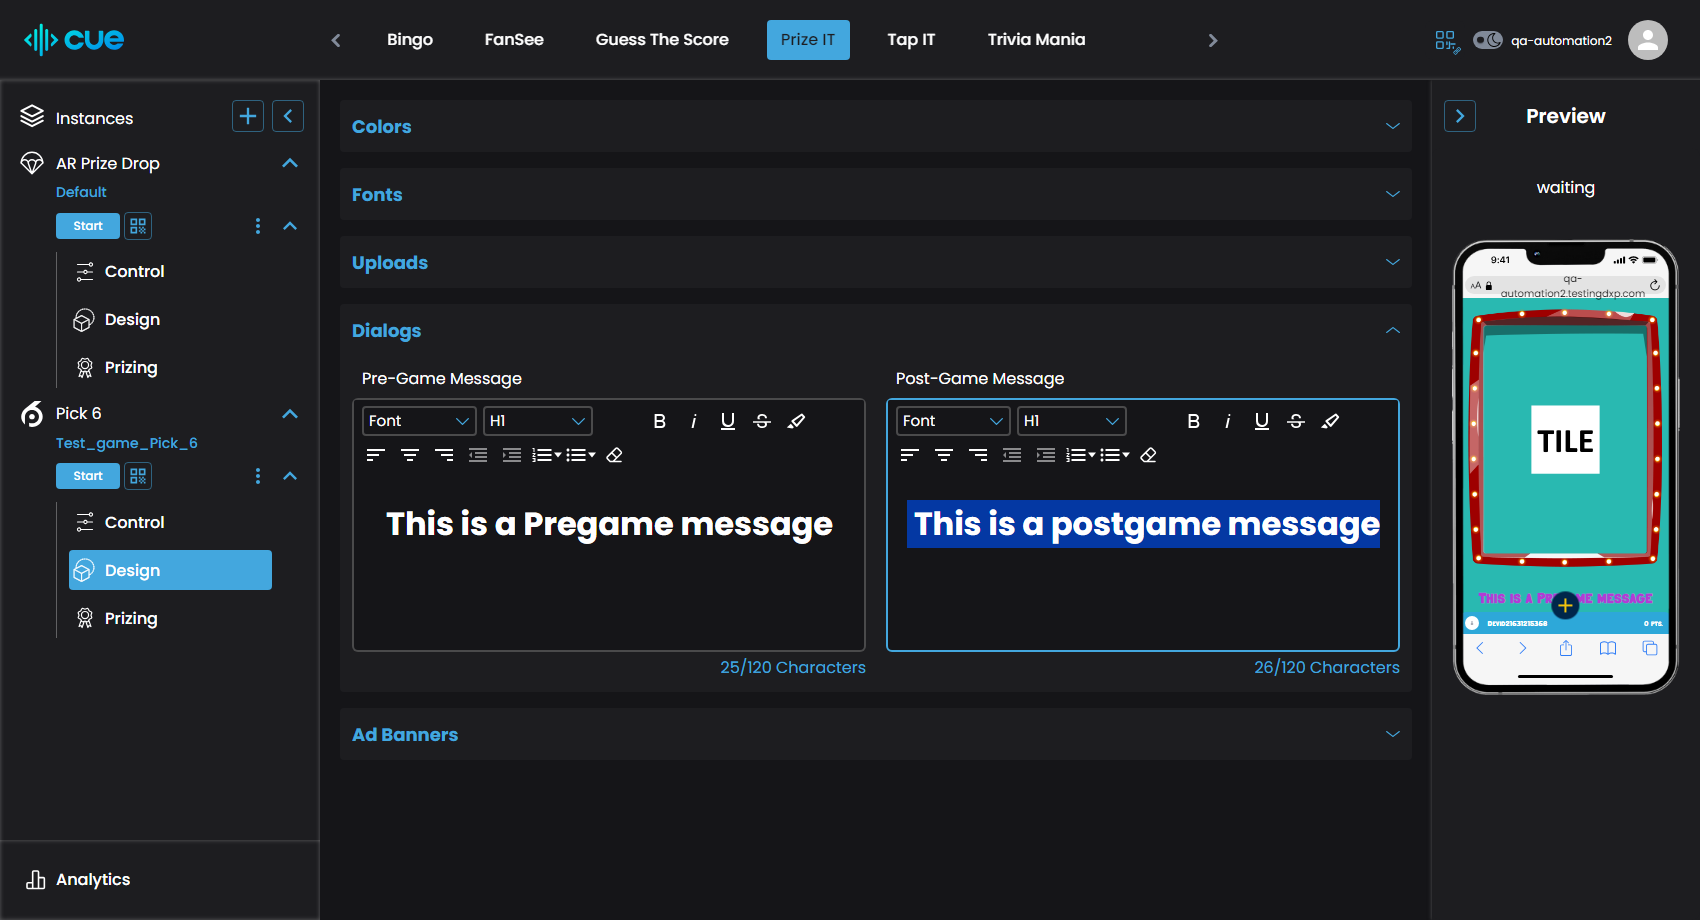 cue
Bingo
FanSee
Guess The Score
Prize IT
Tap IT
Trivia Mania
qa-automation2
Instances
AR Prize Drop
Default
Start
Control
Design
Prizing
Pick 6
Test_game_Pick_6
Start
Control
Design
Prizing
Analytics
Colors
Fonts
Uploads
Dialogs
Pre-Game Message
Font
H1
B i U S
This is a Pregame message
25/120 Characters
Post-Game Message
Font
H1
B i U S
This is a postgame message
26/120 Characters
Ad Banners
Preview
waiting
9:41
AA
qa-
automation2.testingdxp.com
TILE
This is a Pregame message
0 PTS.